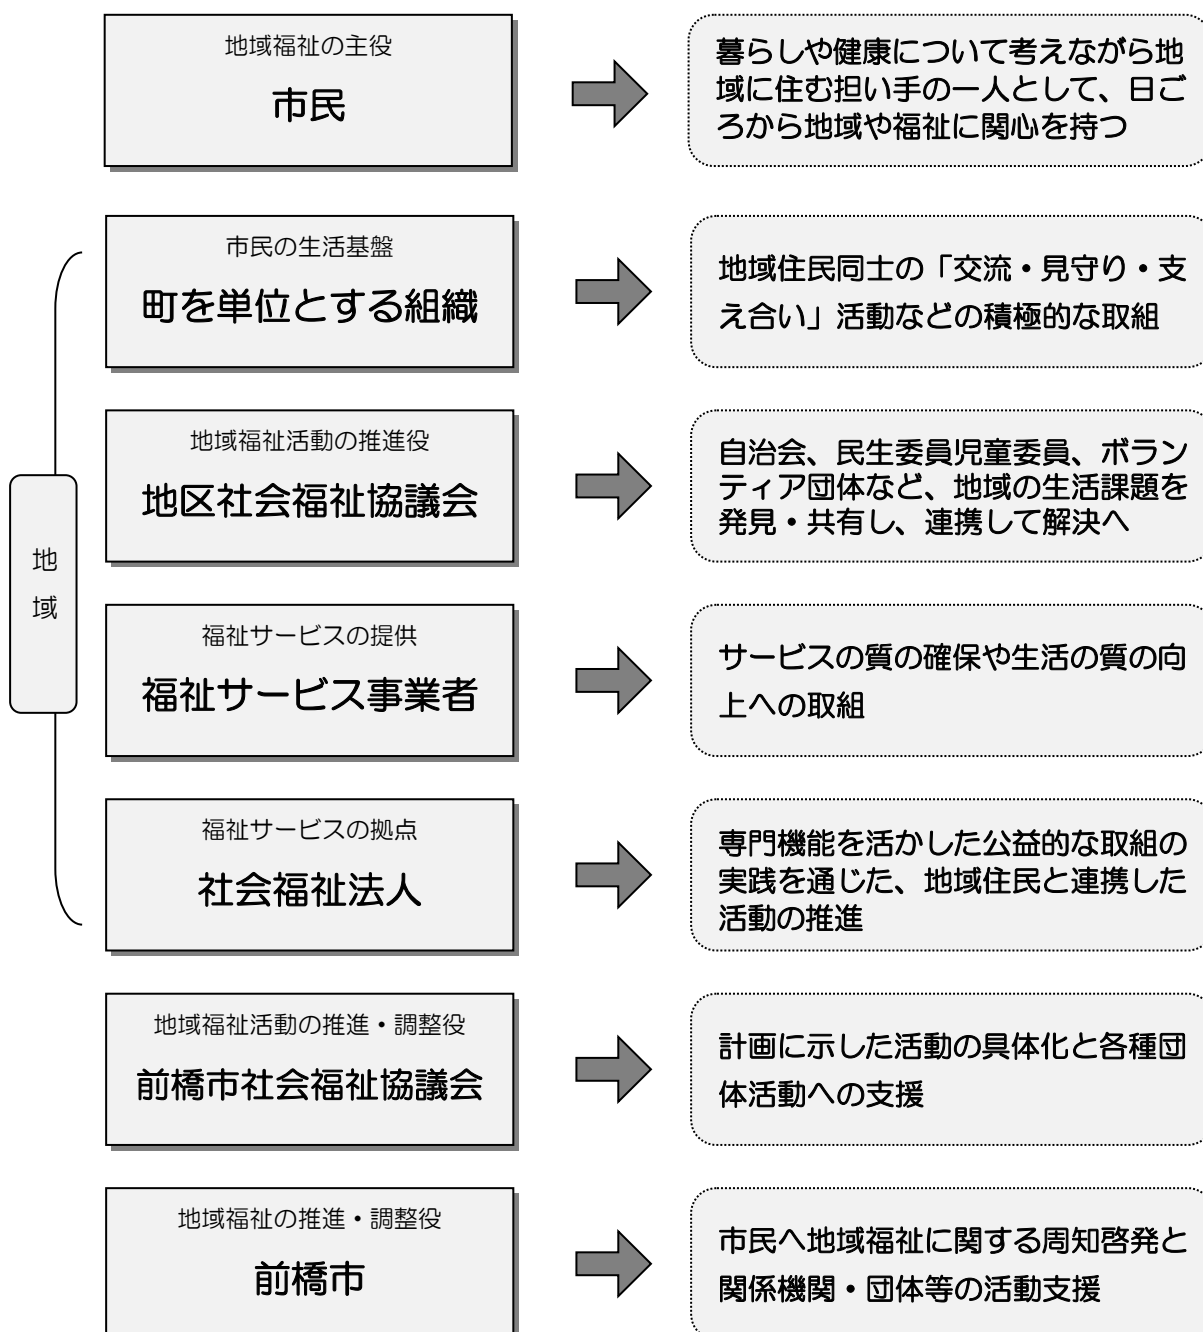 地域福祉の主役
市民
暮らしや健康について考えながら地
域に住む担い手の一人として、日ご
ろから地域や福祉に関心を持つ
地
域
市民の生活基盤
町を単位とする組織
地域住民同士の「交流・見守り・支
え合い」活動などの積極的な取組
地域福祉活動の推進役
地区社会福祉協議会
自治会、民生委員児童委員、ボラン
ティア団体など、地域の生活課題を
発見・共有し、連携して解決へ
福祉サービスの提供
福祉サービス事業者
サービスの質の確保や生活の質の向
上への取組
福祉サービスの拠点
社会福祉法人
専門機能を活かした公益的な取組の
実践を通じた、地域住民と連携した
活動の推進
地域福祉活動の推進・調整役
前橋市社会福祉協議会
計画に示した活動の具体化と各種団
体活動への支援
地域福祉の推進・調整役
前橋市
市民へ地域福祉に関する周知啓発と
関係機関・団体等の活動支援